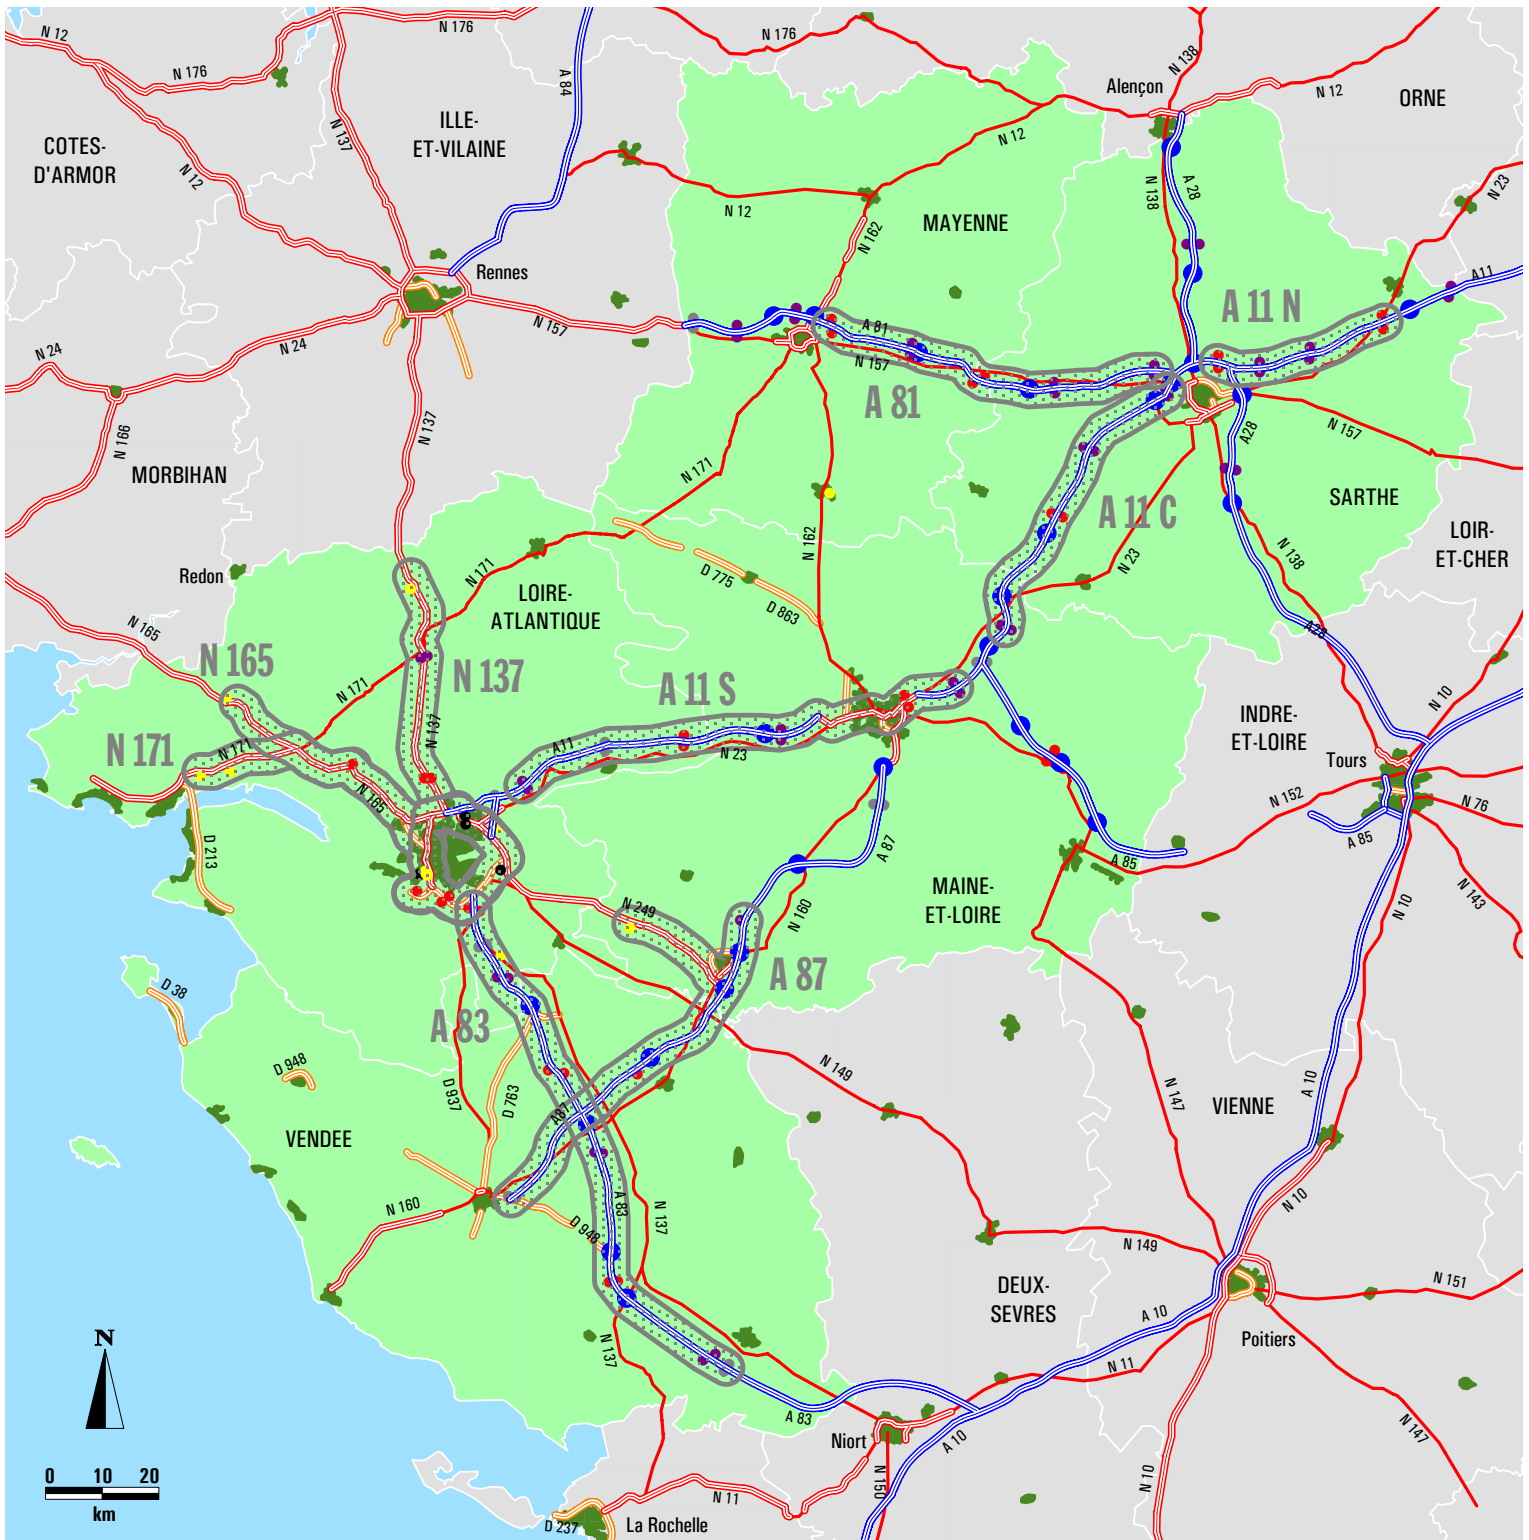 N 12
N 176
N 176
N 176
N 138
Alençon
N 12
ORNE
A 84
ILLE-
ET-VILAINE
N 137
COTES-
D'ARMOR
N 12
N 12
N 12
N 138
A 28
N 23
MAYENNE
N 162
Rennes
A11
A 11 N
N 157
A 81
N 157
N 24
N 24
A 81
N 137
N 166
A28
N 157
MORBIHAN
N 171
A 11 C
SARTHE
LOIR-
ET-CHER
N 162
N 138
N 23
Redon
N 171
D 775
D 863
LOIRE-
ATLANTIQUE
N 165
A28
N 165
N 137
A 11 S
N 171
N 10
INDRE-
ET-LOIRE
N 171
N 171
N 137
A11
N 23
Tours
N 165
N 152
N 76
D 213
A 85
A 85
A 87
MAINE-
ET-LOIRE
N 143
N 249
N 160
N 10
A 87
D 38
A 83
D 948
D 937
D 763
N 149
N 147
A 10
VIENNE
A87
VENDEE
N 160
A 83
N 137
D 948
N 10
N 149
DEUX-
SEVRES
N 151
A 10
Poitiers
N
N 137
N 11
A 83
Niort
A 10
N 147
N 150
N 10
0 10 20
km
N 11
D 237
La Rochelle